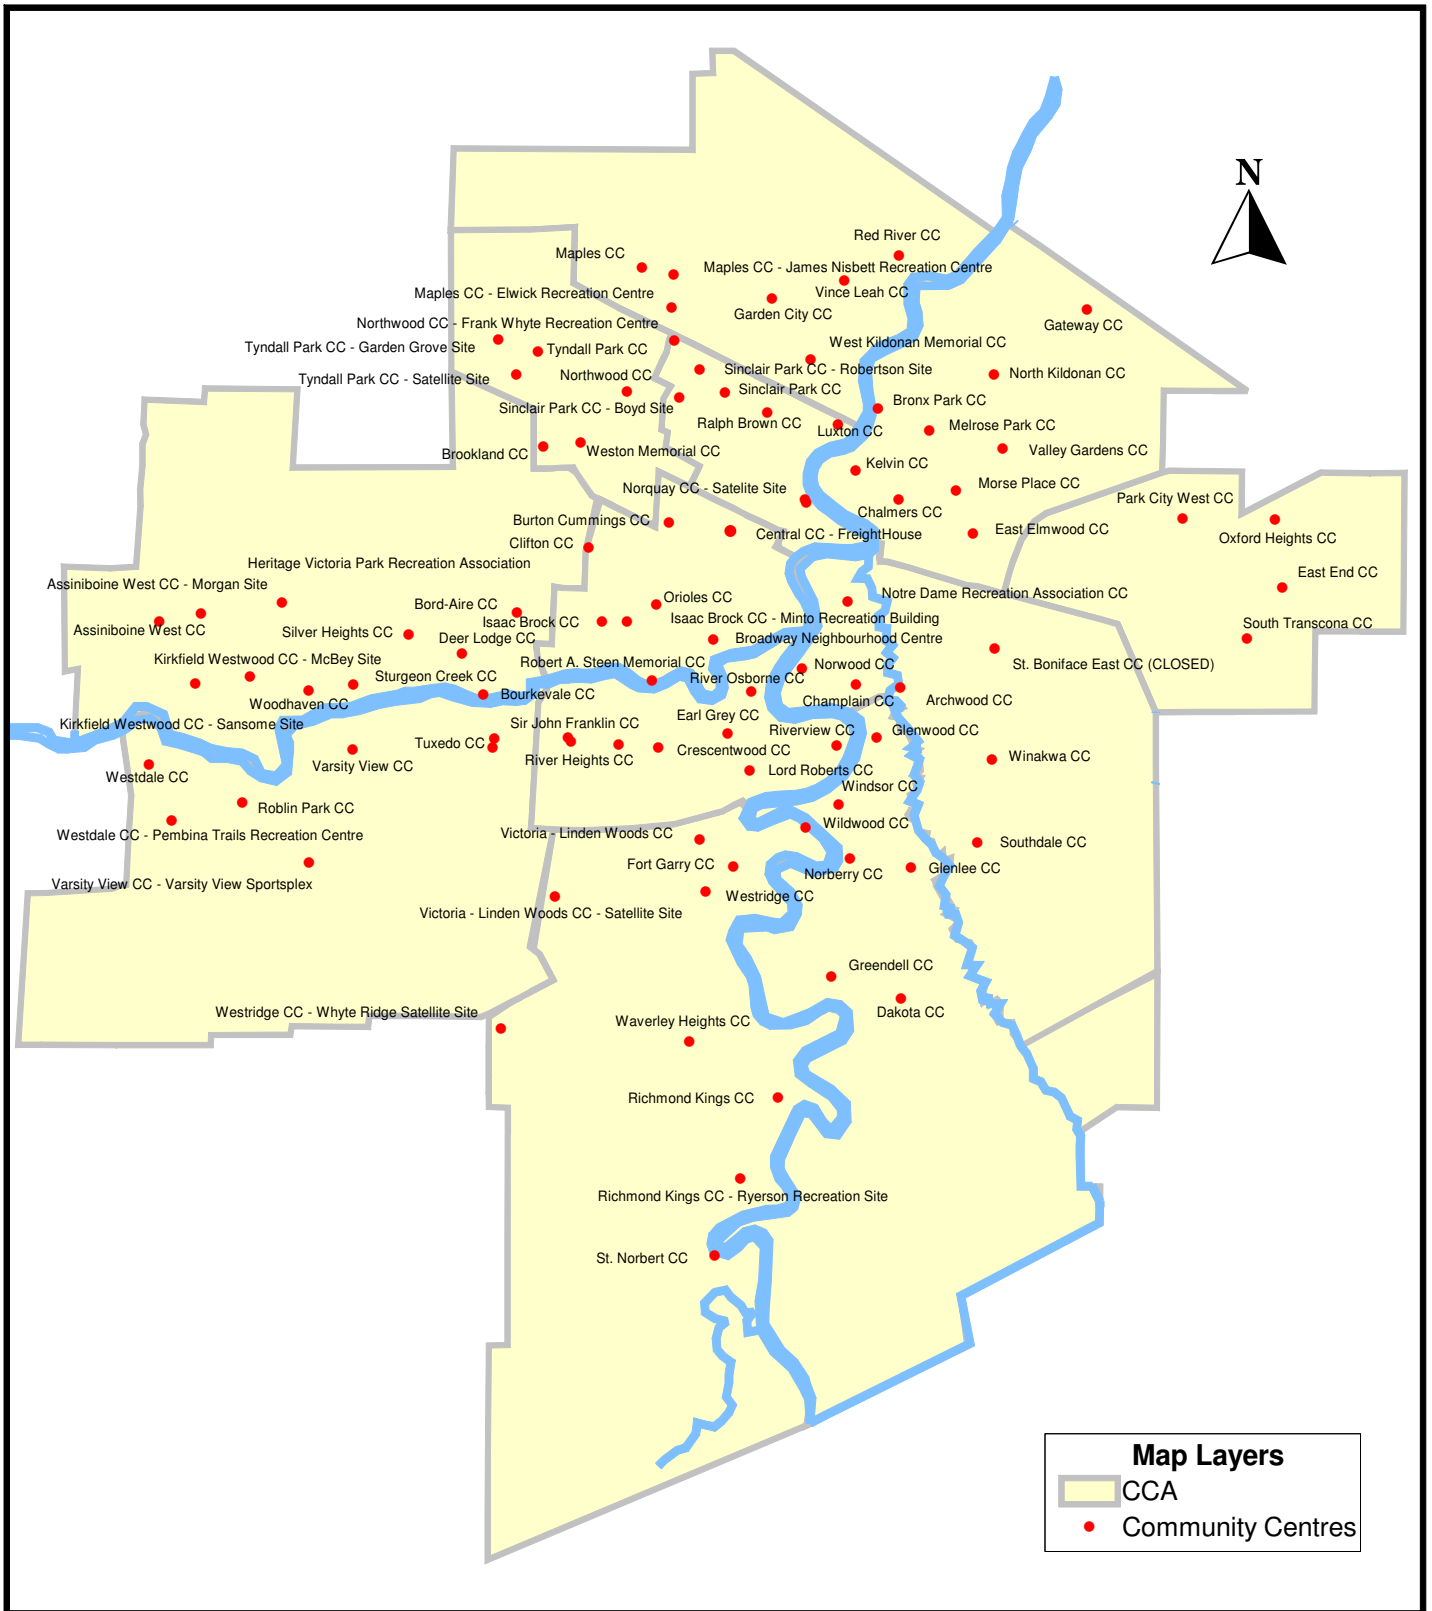 N
Red River CC
Maples CC
Maples CC - James Nisbett Recreation Centre
Maples CC - Elwick Recreation Centre
Vince Leah CC
Garden City CC
Gateway CC
Northwood CC - Frank Whyte Recreation Centre
West Kildonan Memorial CC
Tyndall Park CC - Garden Grove Site
Tyndall Park CC
Sinclair Park CC - Robertson Site
Tyndall Park CC - Satellite Site
Northwood CC
North Kildonan CC
Sinclair Park CC
Sinclair Park CC - Boyd Site
Bronx Park CC
Ralph Brown CC
Luxton CC
Melrose Park CC
Brookland CC
Weston Memorial CC
Valley Gardens CC
Kelvin CC
Norquay CC - Satelite Site
Morse Place CC
Park City West CC
Chalmers CC
Burton Cummings CC
Central CC - FreightHouse
East Elmwood CC
Oxford Heights CC
Clifton CC
Heritage Victoria Park Recreation Association
East End CC
Assiniboine West CC - Morgan Site
Notre Dame Recreation Association CC
Bord-Aire CC
Orioles CC
Isaac Brock CC
Isaac Brock CC - Minto Recreation Building
South Transcona CC
Assiniboine West CC
Silver Heights CC
Deer Lodge CC
Broadway Neighbourhood Centre
Kirkfield Westwood CC - McBey Site
Robert A. Steen Memorial CC
Norwood CC
St. Boniface East CC (CLOSED)
Sturgeon Creek CC
River Osborne CC
Woodhaven CC
Bourkevale CC
Champlain CC
Archwood CC
Kirkfield Westwood CC - Sansome Site
Sir John Franklin CC
Earl Grey CC
Riverview CC
Glenwood CC
Tuxedo CC
Crescentwood CC
River Heights CC
Varsity View CC
Winakwa CC
Westdale CC
Lord Roberts CC
Windsor CC
Roblin Park CC
Wildwood CC
Westdale CC - Pembina Trails Recreation Centre
Victoria - Linden Woods CC
Southdale CC
Fort Garry CC
Norberry CC
Glenlee CC
Varsity View CC - Varsity View Sportsplex
Westridge CC
Victoria - Linden Woods CC - Satellite Site
Greendell CC
Westridge CC - Whyte Ridge Satellite Site
Dakota CC
Waverley Heights CC
Richmond Kings CC
Richmond Kings CC - Ryerson Recreation Site
St. Norbert CC
Map Layers
CCA
Community Centres